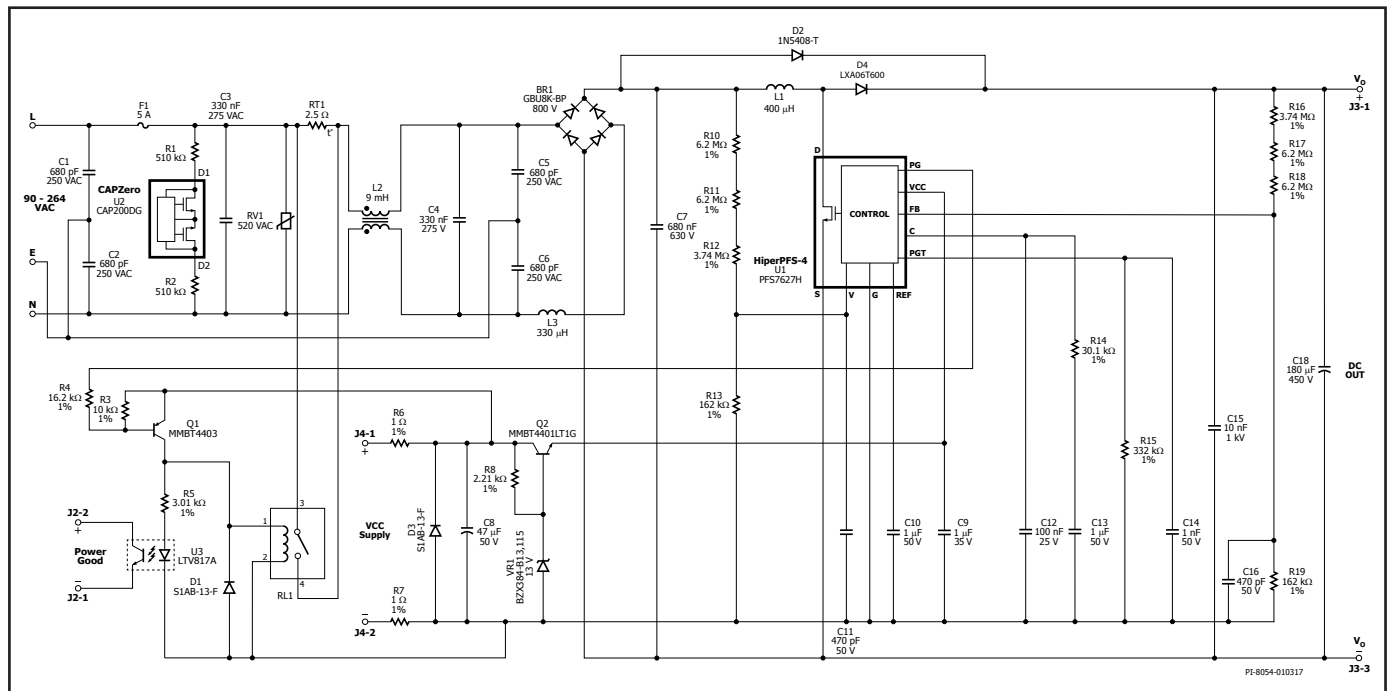 D2
1N5408-T
D4
LXA06T600
L1
400 µH
BR1
GBU8K-BP
800 V
V
O
+
J3-1
L
F1
5 A
C3
330 nF
275 VAC
RT1
2.5 Ω
t°
R16
3.74 MΩ
1%
R17
6.2 MΩ
1%
R18
6.2 MΩ
1%
R10
6.2 MΩ
1%
R11
6.2 MΩ
1%
R12
3.74 MΩ
1%
R1
510 kΩ
C1
680 pF
250 VAC
90 - 264
VAC
CAPZero
U2
CAP200DG
D1
D2
RV1
520 VAC
L2
9 mH
C4
330 nF
275 V
C5
680 pF
250 VAC
C7
680 nF
630 V
D
PG
VCC
CONTROL
FB
C
PGT
HiperPFS-4
U1
PFS7627H
S
V
G
REF
E
C2
680 pF
250 VAC
R2
510 kΩ
C6
680 pF
250 VAC
N
L3
330 µH
R14
30.1 kΩ
1%
C18
180 µF
450 V
DC
OUT
R4
16.2 kΩ
1%
R3
10 kΩ
1%
Q1
MMBT4403
J4-1
+
R6
1 Ω
1%
Q2
MMBT4401LT1G
R13
162 kΩ
1%
C15
10 nF
1 kV
R15
332 kΩ
1%
R8
2.21 kΩ
1%
R5
3.01 kΩ
1%
J2-2
+
Power
Good
J2-1
–
U3
LTV817A
D1
S1AB-13-F
1
2
3
4
RL1
VCC
Supply
D3
S1AB-13-F
C8
47 µF
50 V
VR1
BZX384-B13,115
13 V
C10
1 µF
50 V
C9
1 µF
35 V
C12
100 nF
25 V
C13
1 µF
50 V
C14
1 nF
50 V
C16
470 pF
50 V
R19
162 kΩ
1%
R7
1 Ω
1%
–
J4-2
C11
470 pF
50 V
V
O
–
J3-3
PI-8054-010317